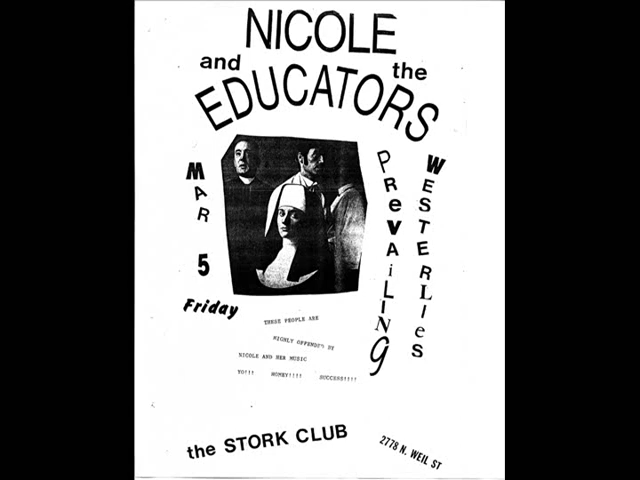 NICOLE
and the
EDUCATORS
MAR 5
Friday
PREVAiLiNg
WESTERLIeS
THESE PEOPLE ARE
HIGHLY OFFENDED BY
NICOLE AND HER MUSIC
YO!!! MONEY!!!! SUCCESS!!!!
the STORK CLUB
2778 N. WEIL ST